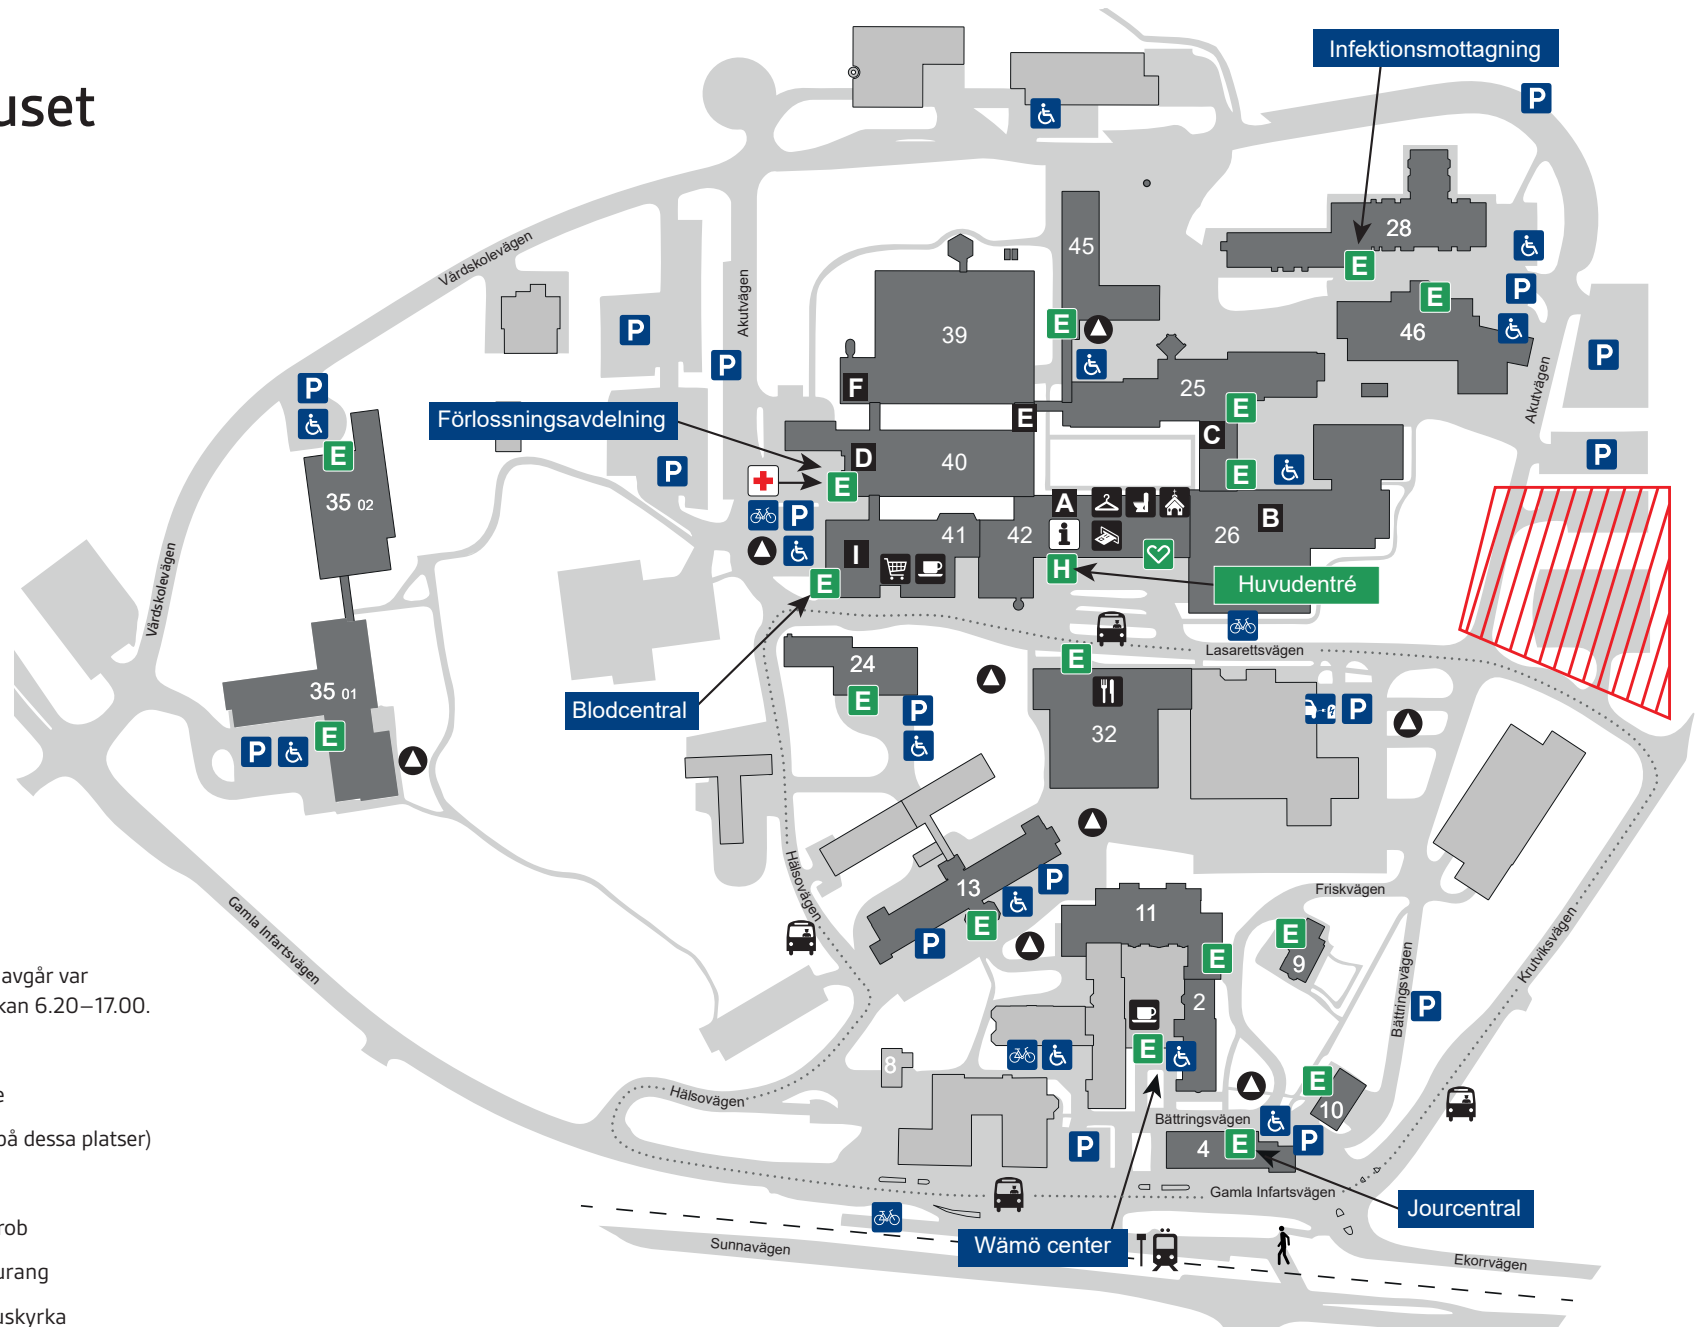 uset
Infektionsmottagning
P
28
E
45
Vårdskolevägen
Akutvägen
39
E
P
E
46
P
P
P
Akutvägen
P
F
25
E
E
Förlossningsavdelning
C
P
E
D
40
E
P
P
35 02
E
A
B
P
I
41
42
i
26
H
Huvudentré
E
Vårdskolevägen
Lasarettsvägen
E
24
35 01
E
Blodcentral
P
P
32
P
E
Hälsovägen
13
P
E
P
Friskvägen
11
E
9
E
Gamla Infartsvägen
Bättringsvägen
Krutviksvägen
avgår var
kan 6.20–17.00.
2
P
E
8
Hälsovägen
E
10
e
Bättringsvägen
på dessa platser)
P
4
E
P
Gamla Infartsvägen
Jourcentral
rob
Wämö center
Sunnavägen
Ekorrvägen
urang
uskyrka